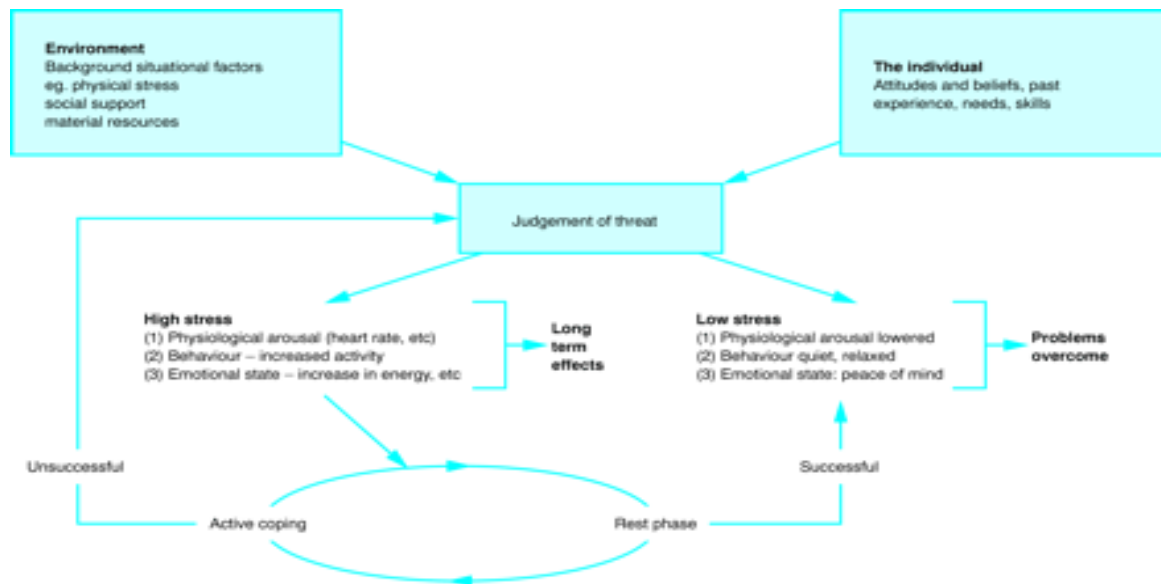 Environment
Background situational factors
eg. physical stress
social support
material resources
The individual
Attitudes and beliefs, past
experience, needs, skills
Judgement of threat
High stress
(1) Physiological arousal (heart rate, etc)
(2) Behaviour – increased activity
(3) Emotional state – increase in energy, etc
Long
term
effects
Low stress
(1) Physiological arousal lowered
(2) Behaviour quiet, relaxed
(3) Emotional state: peace of mind
Problems
overcome
Unsuccessful
Successful
Active coping
Rest phase